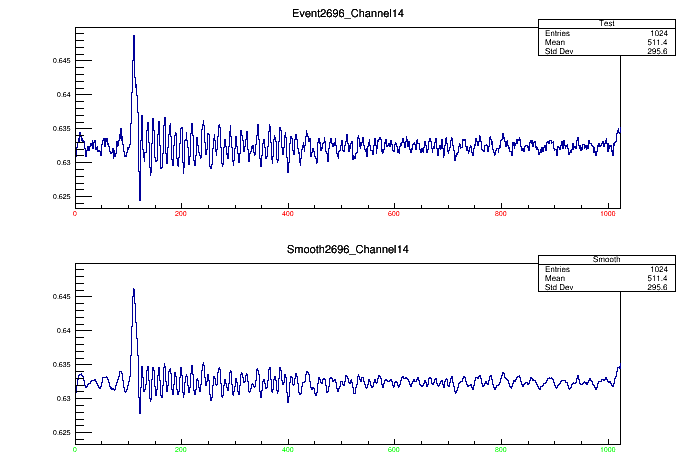 Event2696_Channel14
Test
Entries 1024
Mean 511.4
Std Dev 295.6
0.645
0.64
0.635
0.63
0.625
0 200 400 600 800 1000
Smooth2696_Channel14
Smooth
Entries 1024
Mean 511.4
Std Dev 295.6
0.645
0.64
0.635
0.63
0.625
0 200 400 600 800 1000